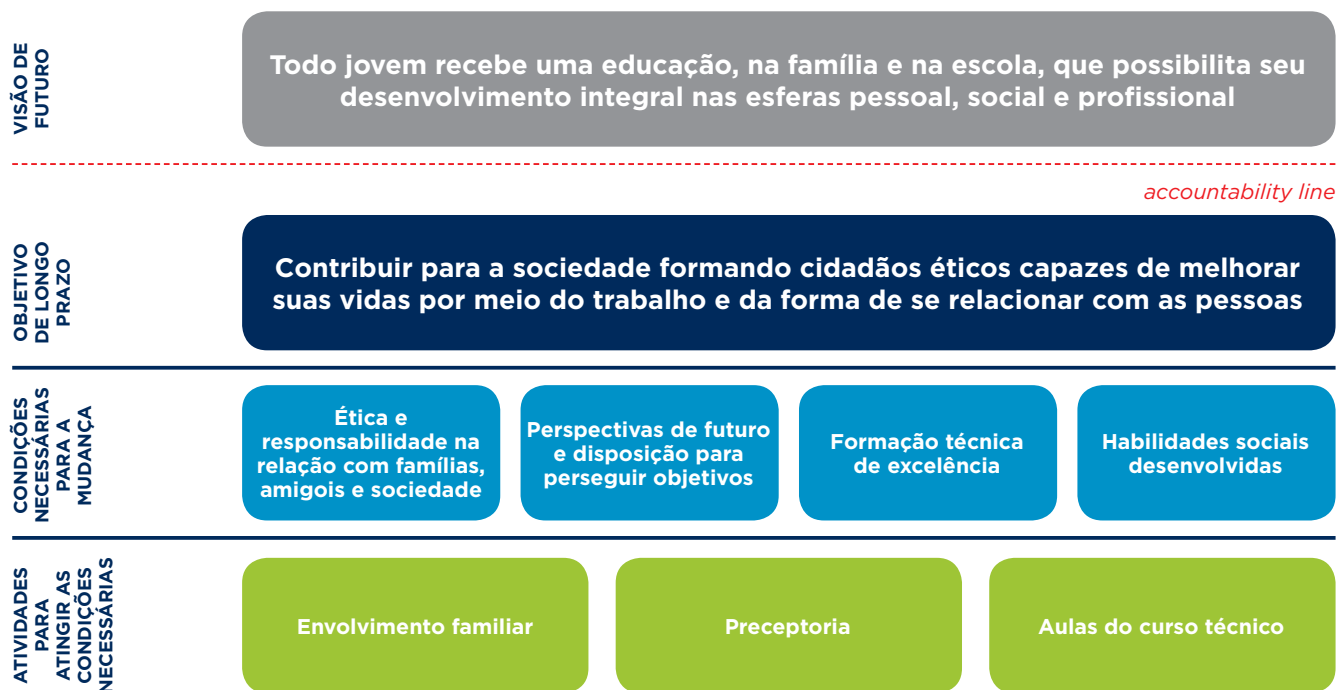 VISÃO DE
FUTURO
Todo jovem recebe uma educação, na família e na escola, que possibilita seu
desenvolvimento integral nas esferas pessoal, social e profissional
accountability line
OBJETIVO
DE LONGO
PRAZO
Contribuir para a sociedade formando cidadãos éticos capazes de melhorar
suas vidas por meio do trabalho e da forma de se relacionar com as pessoas
CONDIÇÕES
NECESSÁRIAS
PARA A
MUDANÇA
Ética e
responsabilidade na
relação com famílias,
amigois e sociedade
Perspectivas de futuro
e disposição para
perseguir objetivos
Formação técnica
de excelência
Habilidades sociais
desenvolvidas
ATIVIDADES
PARA
ATINGIR AS
CONDIÇÕES
NECESSÁRIAS
Envolvimento familiar
Preceptoria
Aulas do curso técnico